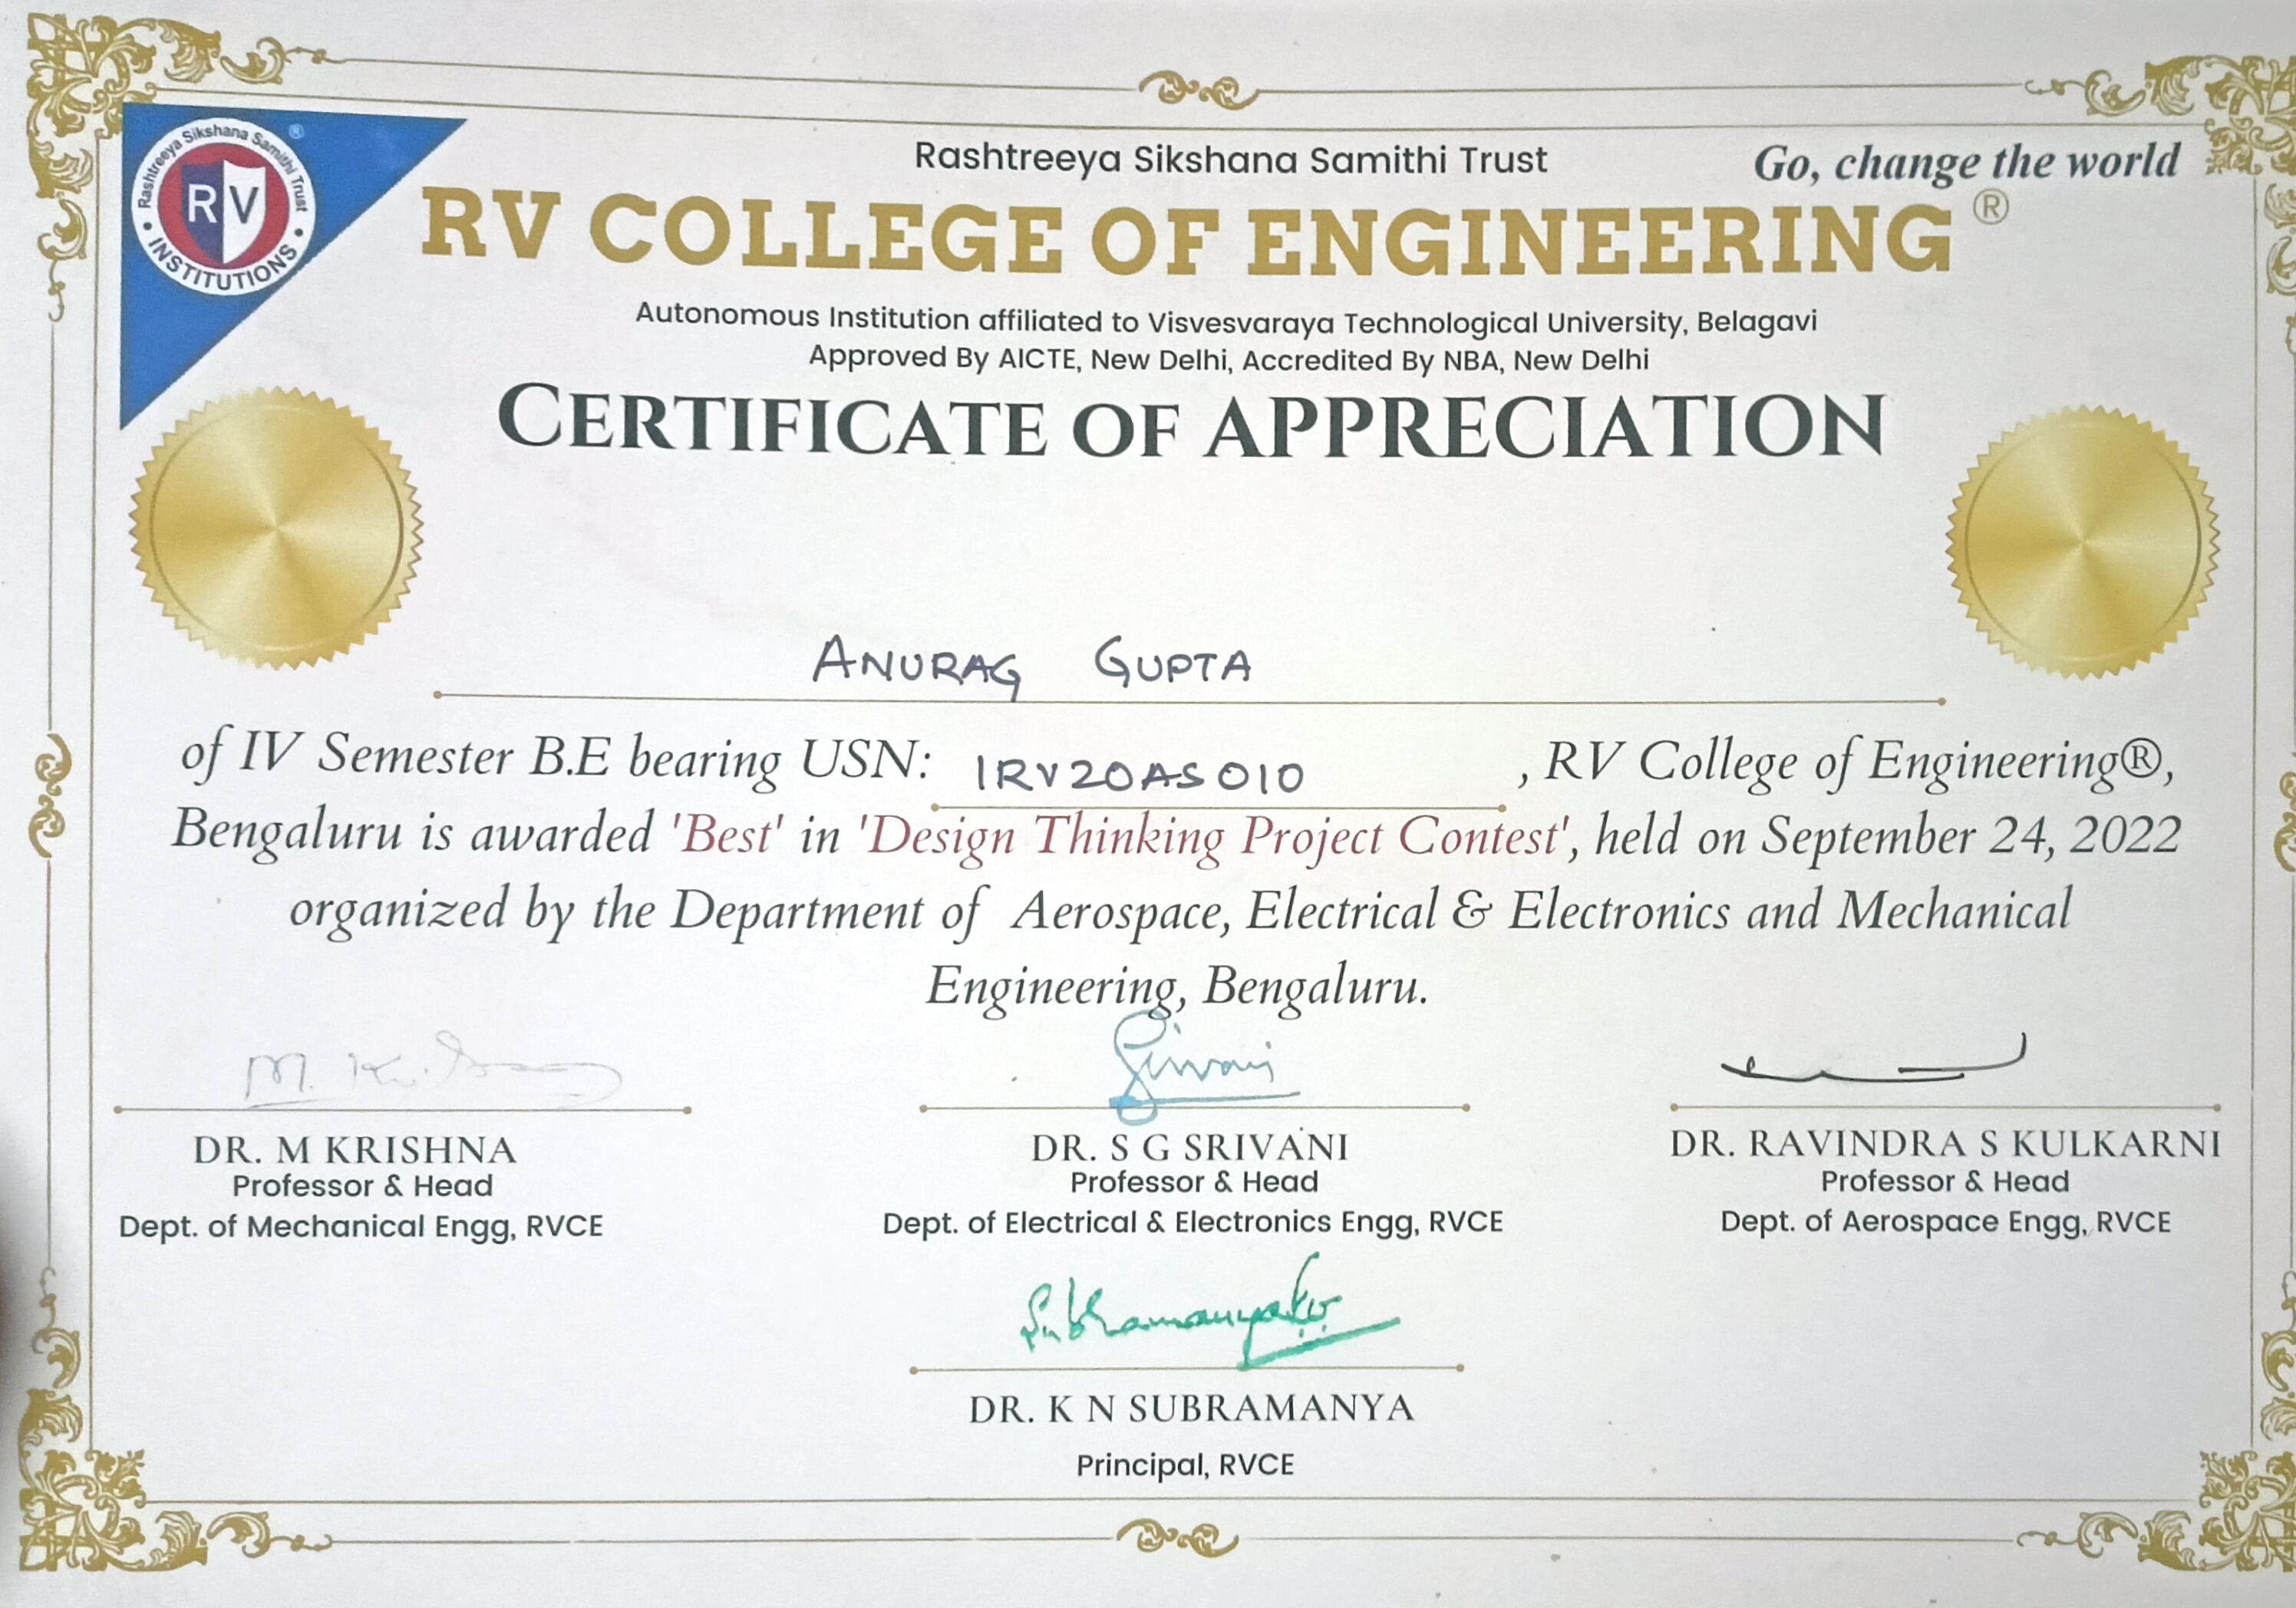 Rashtreeya Sikshana Samithi Trust ®
RV
INSTITUTIONS
Rashtreeya Sikshana Samithi Trust
Go, change the world
RV COLLEGE OF ENGINEERING ®
Autonomous Institution affiliated to Visvesvaraya Technological University, Belagavi
Approved By AICTE, New Delhi, Accredited By NBA, New Delhi
CERTIFICATE OF APPRECIATION
ANURAG GUPTA
of IV Semester B.E bearing USN: 1RV20AS010, RV College of Engineering®,
Bengaluru is awarded 'Best' in 'Design Thinking Project Contest', held on September 24, 2022
organized by the Department of Aerospace, Electrical & Electronics and Mechanical
Engineering, Bengaluru.
M. Krishna
DR. M KRISHNA
Professor & Head
Dept. of Mechanical Engg, RVCE
DR. S G SRIVANI
Professor & Head
Dept. of Electrical & Electronics Engg, RVCE
DR. RAVINDRA S KULKARNI
Professor & Head
Dept. of Aerospace Engg, RVCE
DR. K N SUBRAMANYA
Principal, RVCE